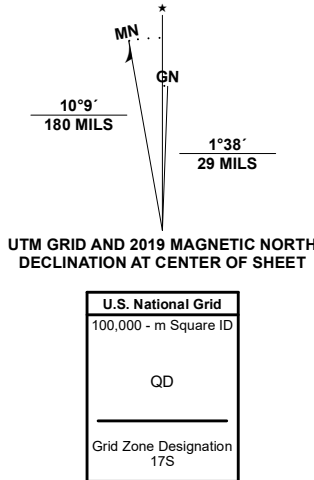 ★
MN
GN
10°9´
180 MILS
1°38´
29 MILS
UTM GRID AND 2019 MAGNETIC NORTH
DECLINATION AT CENTER OF SHEET
U.S. National Grid
100,000 - m Square ID
QD
Grid Zone Designation
17S